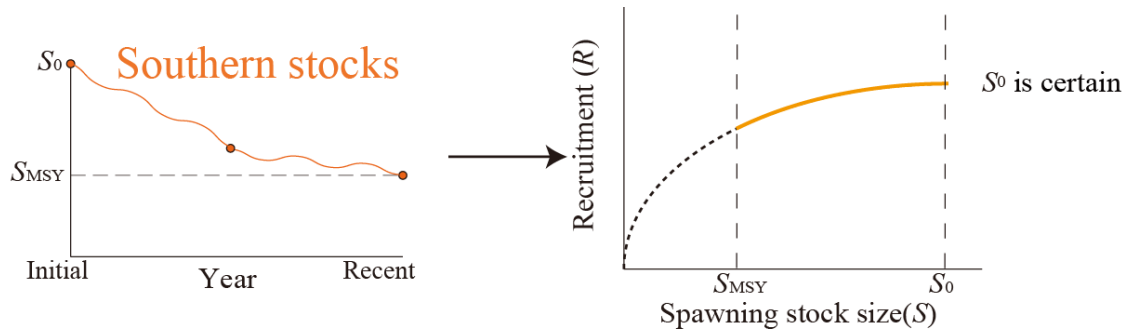 Southern stocks
S0
SMSY
Initial
Year
Recent
Recruitment (R)
S0 is certain
SMSY
S0
Spawning stock size(S)